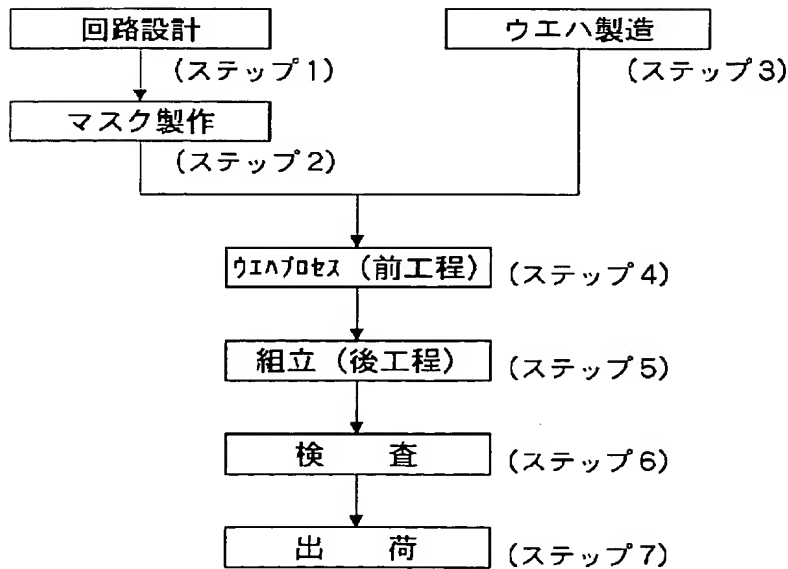 回路設計
ウエハ製造
(ステップ1)
(ステップ3)
マスク製作
(ステップ2)
ｳｴﾊﾌﾟﾛｾｽ (前工程)
(ステップ4)
組立 (後工程)
(ステップ5)
検　査
(ステップ6)
出　荷
(ステップ7)